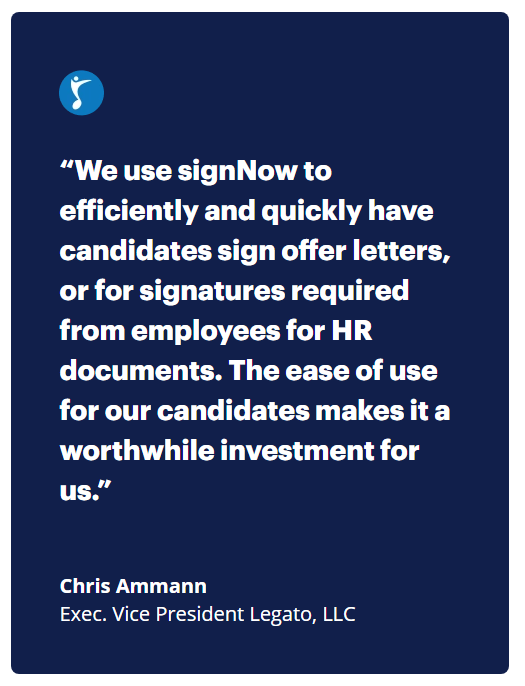 “We use signNow to
efficiently and quickly have
candidates sign offer letters,
or for signatures required
from employees for HR
documents. The ease of use
for our candidates makes it a
worthwhile investment for
us.”
Chris Ammann
Exec. Vice President Legato, LLC